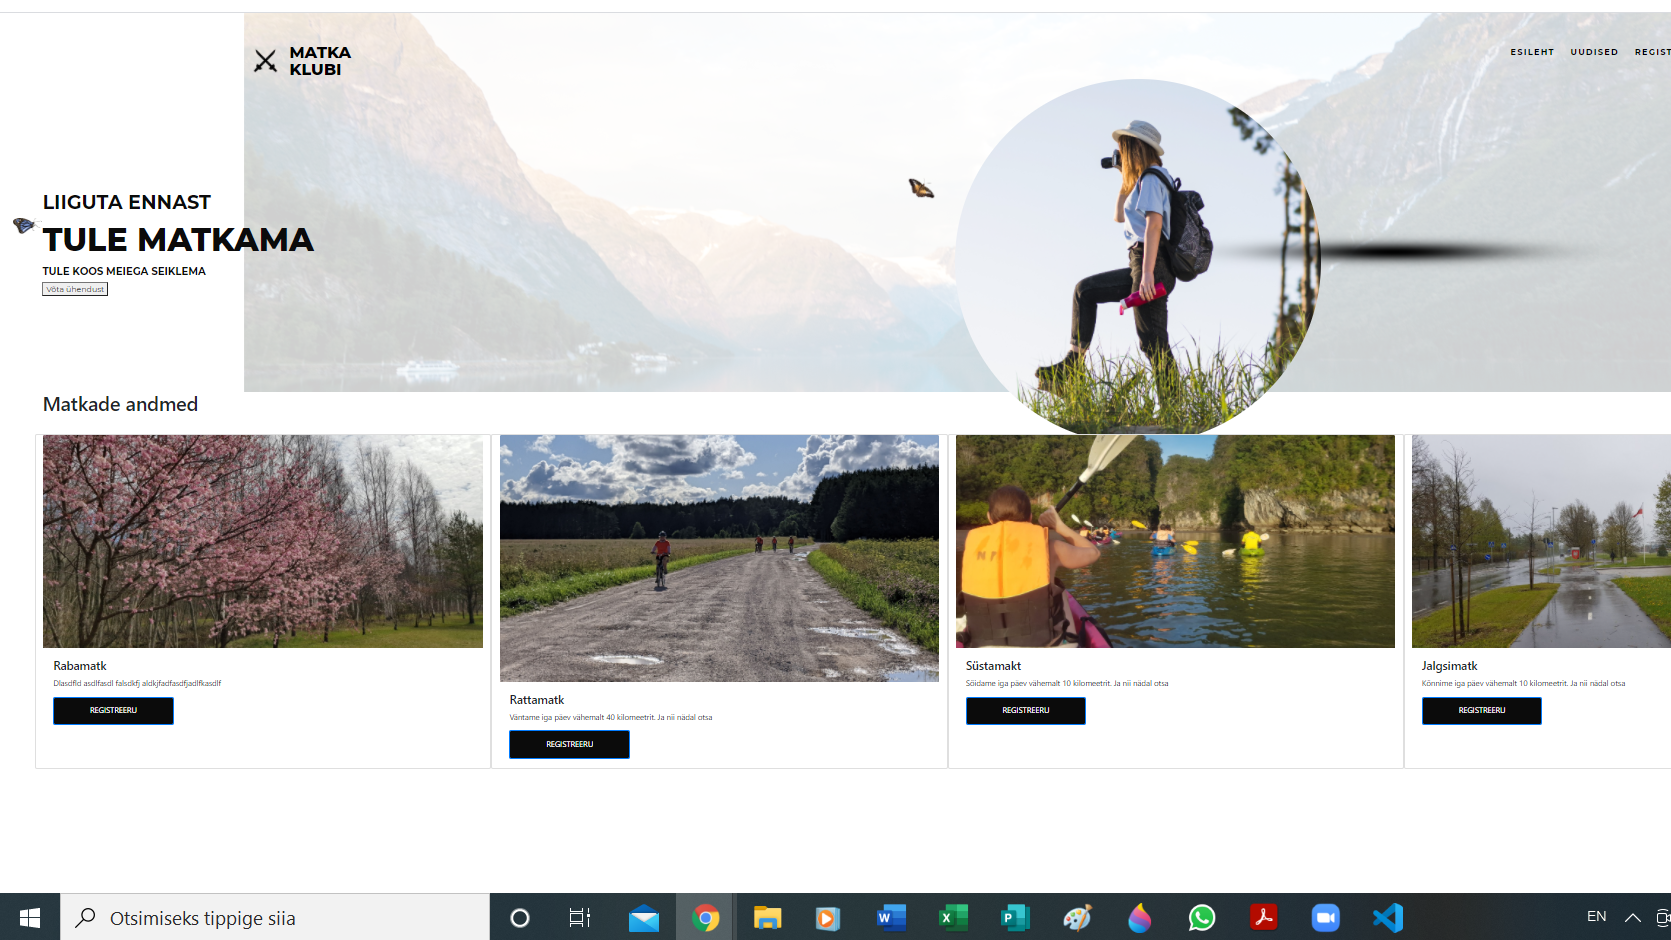 MATKA
KLUBI
ESILEHT UUDISED REGIST
LIIGUTA ENNAST
TULE MATKAMA
TULE KOOS MEIEGA SEIKLEMA
Võta ühendust
Matkade andmed
Rabamatk
Dlasdfld asdlfasdl falsdkfj aldkjfadfasdfjadlfkasdlf
REGISTREERU
Rattamatk
Väntame iga päev vähemalt 40 kilomeetrit. Ja nii nädal otsa
REGISTREERU
Süstamakt
Sõidame iga päev vähemalt 10 kilomeetrit. Ja nii nädal otsa
REGISTREERU
Jalgsimatk
Kõnnime iga päev vähemalt 10 kilomeetrit. Ja nii nädal otsa
REGISTREERU
Otsimiseks tippige siia
EN